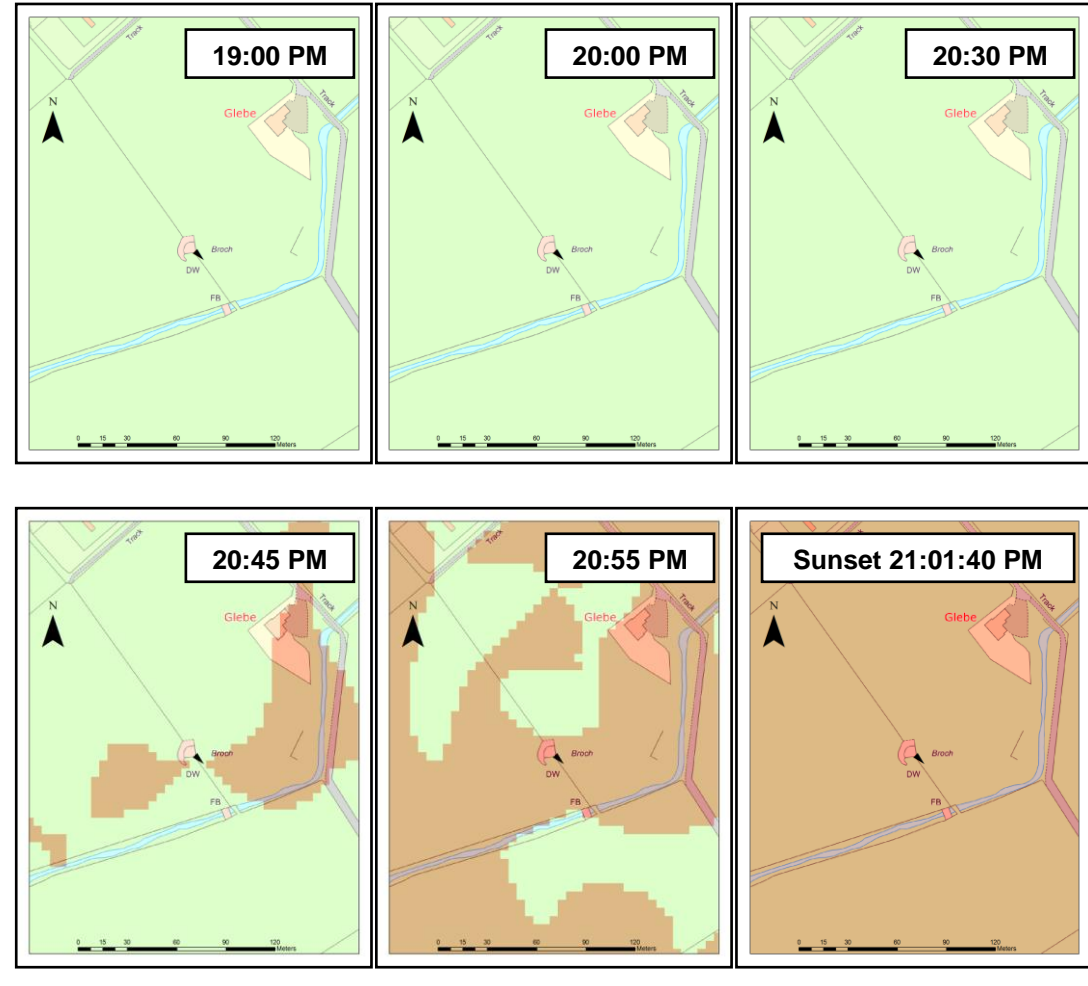 19:00 PM
Track
N
Glebe
Track
Broch
DW
FB
0 15 30 60 90 120
Meters
20:00 PM
Track
N
Glebe
Track
Broch
DW
FB
0 15 30 60 90 120
Meters
20:30 PM
Track
N
Glebe
Track
Broch
DW
FB
0 15 30 60 90 120
Meters
20:45 PM
Track
N
Glebe
Track
Broch
DW
FB
0 15 30 60 90 120
Meters
20:55 PM
Track
N
Glebe
Track
Broch
DW
FB
0 15 30 60 90 120
Meters
Sunset 21:01:40 PM
Track
N
Glebe
Track
Broch
DW
FB
0 15 30 60 90 120
Meters